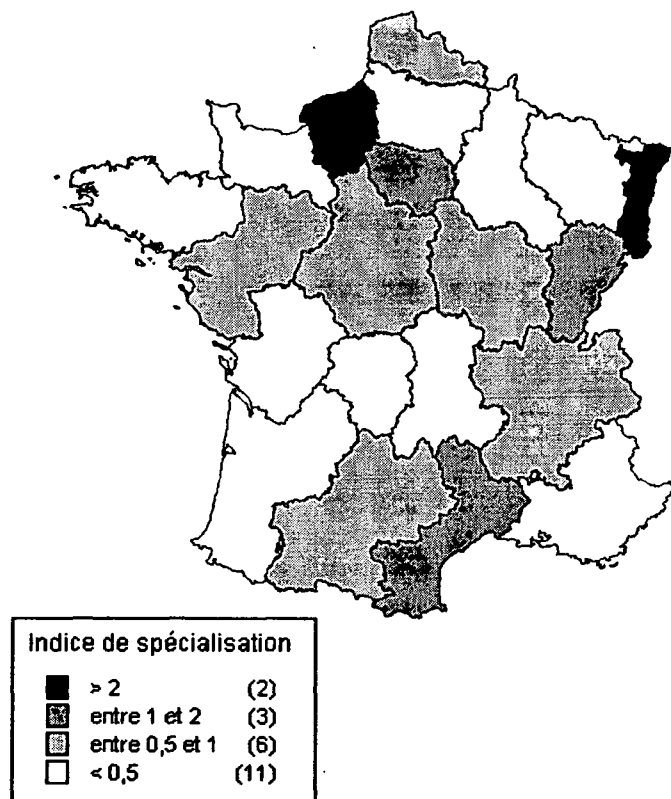 Indice de spécialisation
> 2 (2)
entre 1 et 2 (3)
entre 0,5 et 1 (6)
< 0,5 (11)